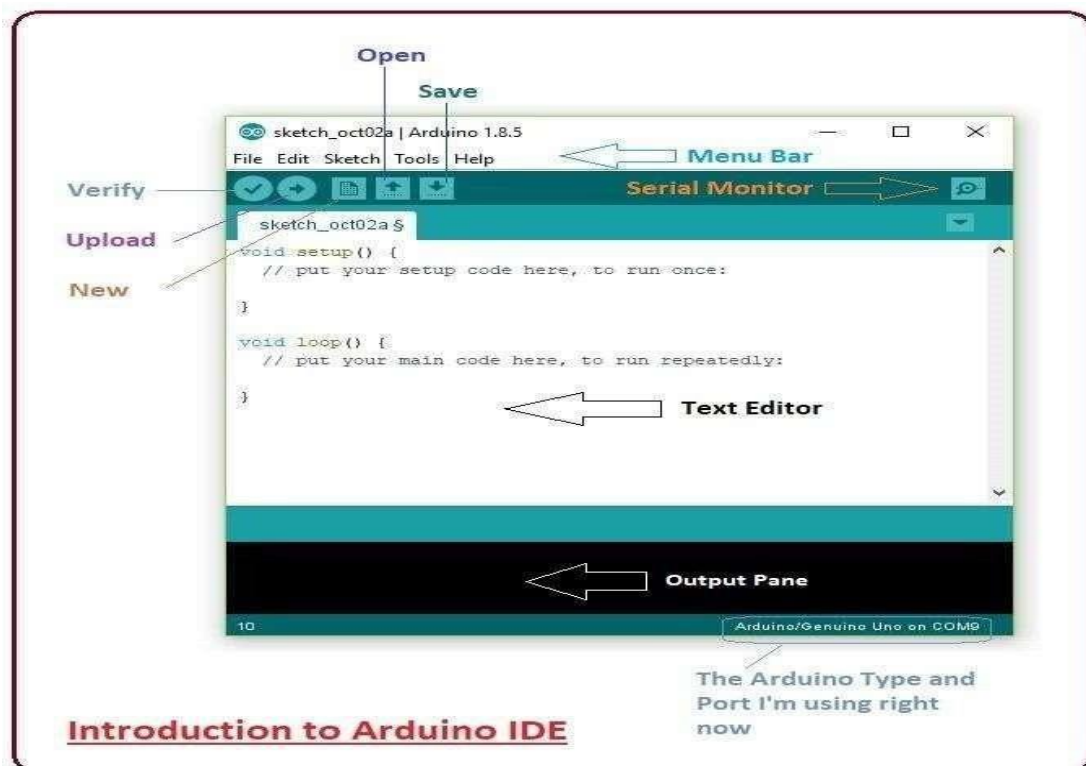 Open
Save
sketch_oct02a | Arduino 1.8.5
File Edit Sketch Tools Help
Menu Bar
Verify
Serial Monitor
sketch_oct02a §
Upload
void setup() {
// put your setup code here, to run once:
New
}
void loop() {
// put your main code here, to run repeatedly:
}
Text Editor
Output Pane
10
Arduino/Genuino Uno on COM9
The Arduino Type and
Port I'm using right
now
Introduction to Arduino IDE